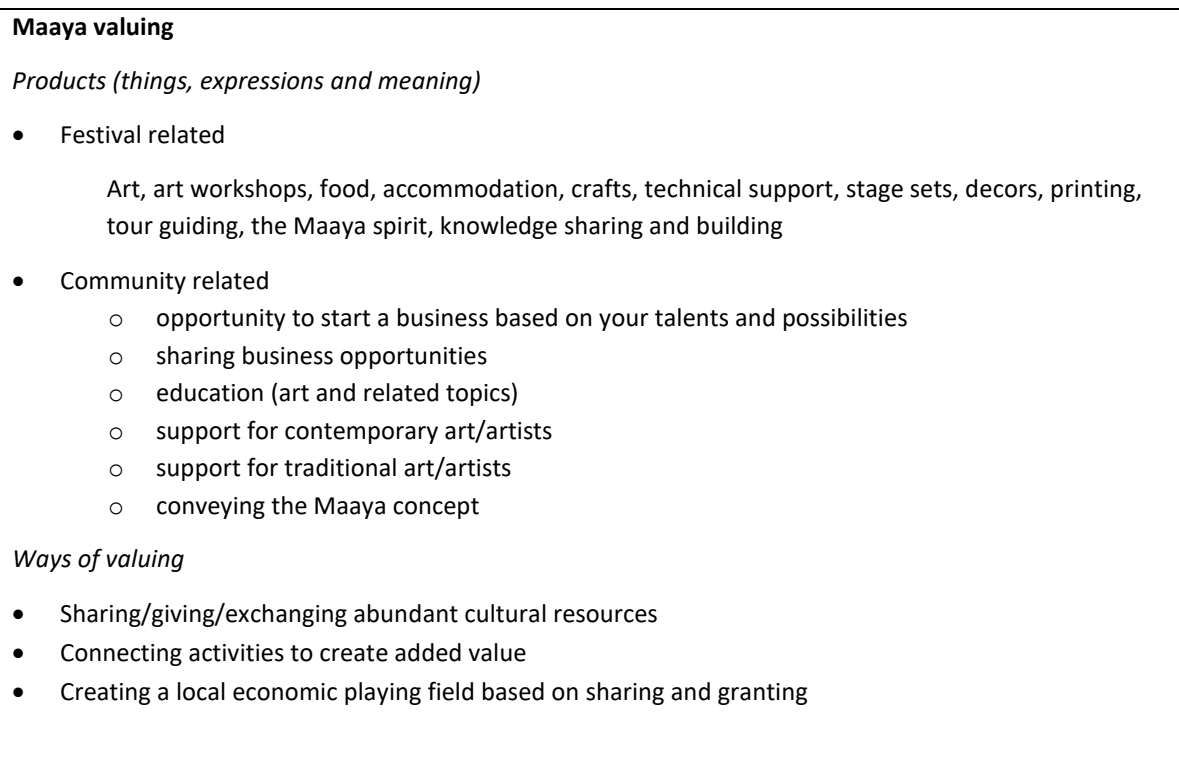 Maaya valuing
Products (things, expressions and meaning)
• Festival related
Art, art workshops, food, accommodation, crafts, technical support, stage sets, decors, printing,
tour guiding, the Maaya spirit, knowledge sharing and building
• Community related
o opportunity to start a business based on your talents and possibilities
o sharing business opportunities
o education (art and related topics)
o support for contemporary art/artists
o support for traditional art/artists
o conveying the Maaya concept
Ways of valuing
• Sharing/giving/exchanging abundant cultural resources
• Connecting activities to create added value
• Creating a local economic playing field based on sharing and granting